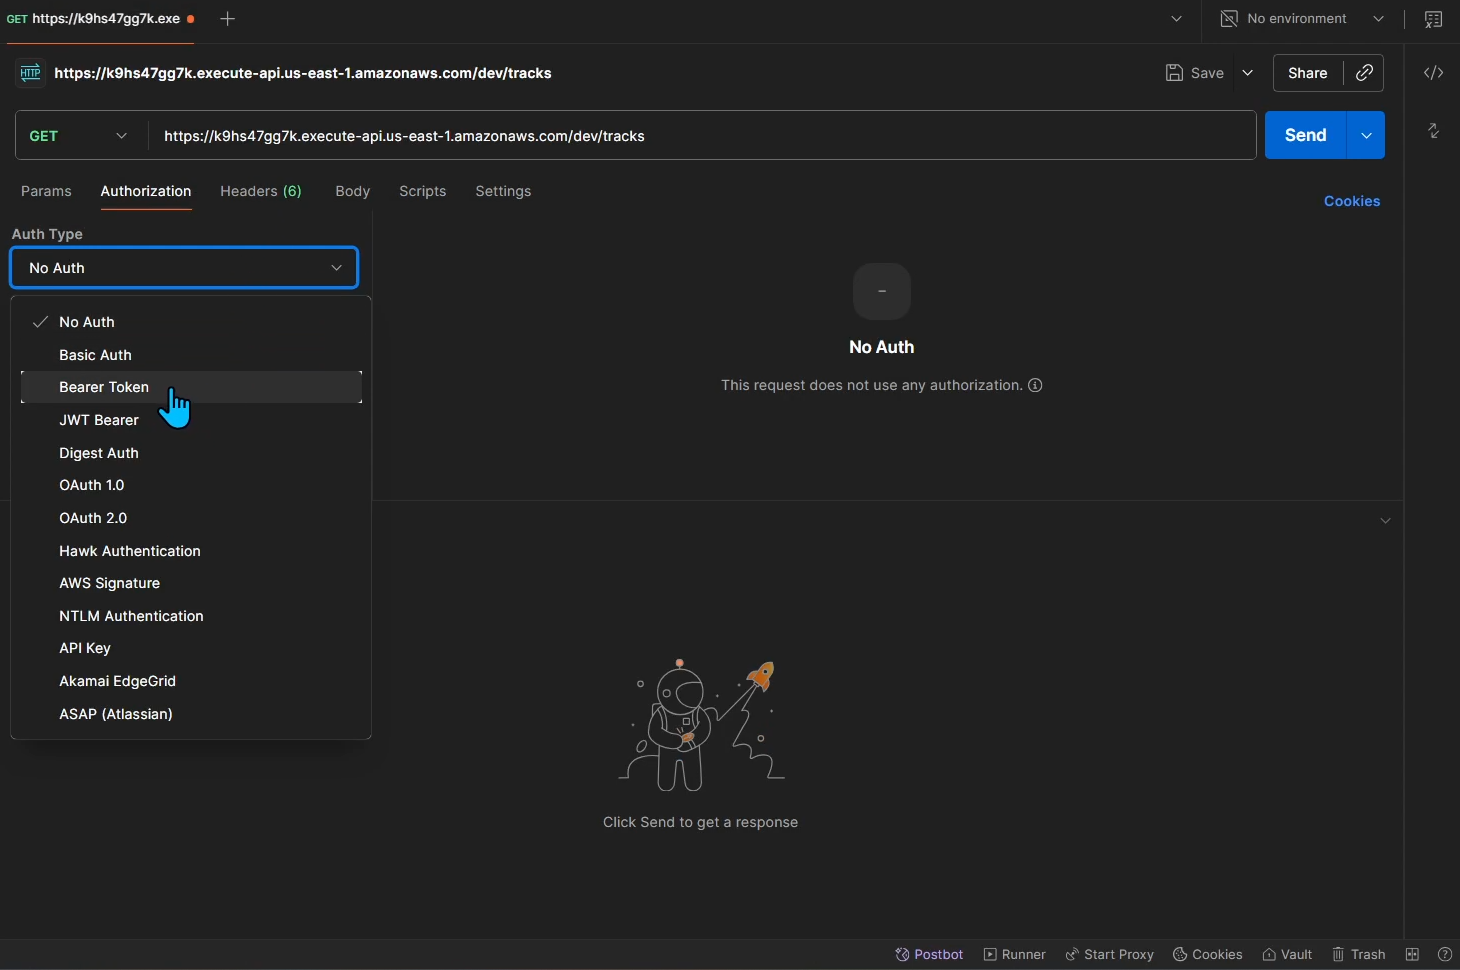 GET https://k9hs47gg7k.exe
No environment
HTTP https://k9hs47gg7k.execute-api.us-east-1.amazonaws.com/dev/tracks
Save
Share
GET https://k9hs47gg7k.execute-api.us-east-1.amazonaws.com/dev/tracks
Send
Params Authorization Headers (6) Body Scripts Settings
Cookies
Auth Type
No Auth
No Auth
Basic Auth
Bearer Token
JWT Bearer
Digest Auth
OAuth 1.0
OAuth 2.0
Hawk Authentication
AWS Signature
NTLM Authentication
API Key
Akamai EdgeGrid
ASAP (Atlassian)
No Auth
This request does not use any authorization.
Click Send to get a response
Postbot Runner Start Proxy Cookies Vault Trash